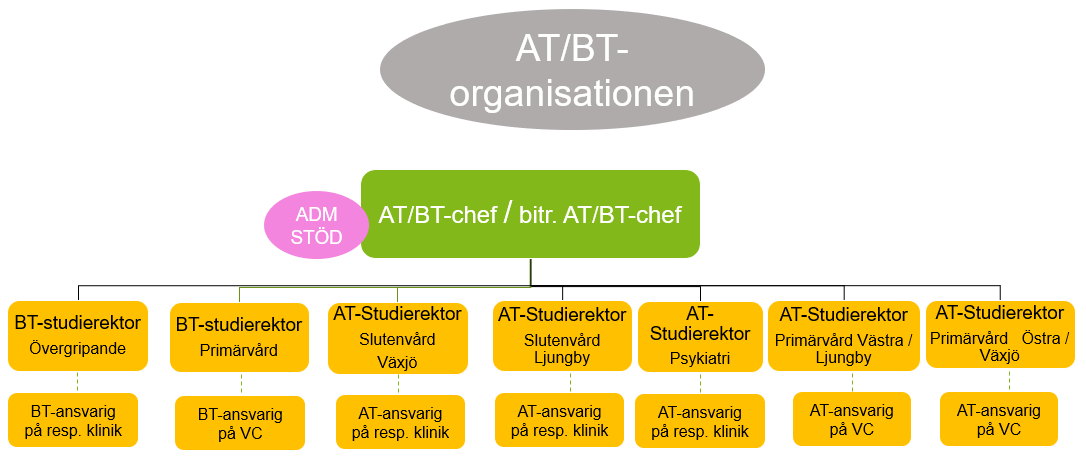 AT/BT-
organisationen
ADM
STÖD
AT/BT-chef / bitr. AT/BT-chef
BT-studierektor
Övergripande
BT-studierektor
Primärvård
AT-Studierektor
Slutenvård
Växjö
AT-Studierektor
Slutenvård
Ljungby
AT-
Studierektor
Psykiatri
AT-Studierektor
Primärvård Västra /
Ljungby
AT-Studierektor
Primärvård Östra /
Växjö
BT-ansvarig
på resp. klinik
BT-ansvarig
på VC
AT-ansvarig
på resp. klinik
AT-ansvarig
på resp. klinik
AT-ansvarig
på resp. klinik
AT-ansvarig
på VC
AT-ansvarig
på VC